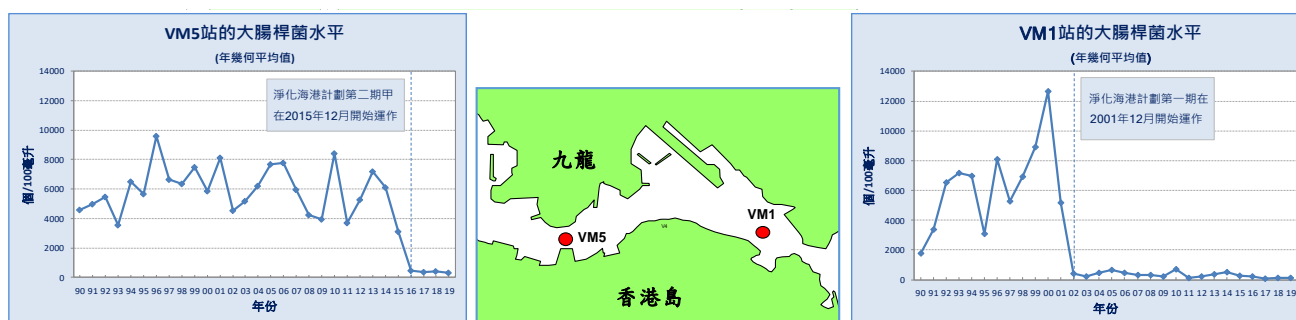 VM5站的大腸桿菌水平
(年幾何平均值)
14000
12000
10000
8000
6000
4000
2000
0
個/100毫升
淨化海港計劃第二期甲
在2015年12月開始運作
90 91 92 93 94 95 96 97 98 99 00 01 02 03 04 05 06 07 08 09 10 11 12 13 14 15 16 17 18 19
年份
九龍
VM1
V4
VM5
香港島
VM1站的大腸桿菌水平
(年幾何平均值)
14000
12000
10000
8000
6000
4000
2000
0
個/100毫升
淨化海港計劃第一期在
2001年12月開始運作
90 91 92 93 94 95 96 97 98 99 00 01 02 03 04 05 06 07 08 09 10 11 12 13 14 15 16 17 18 19
年份